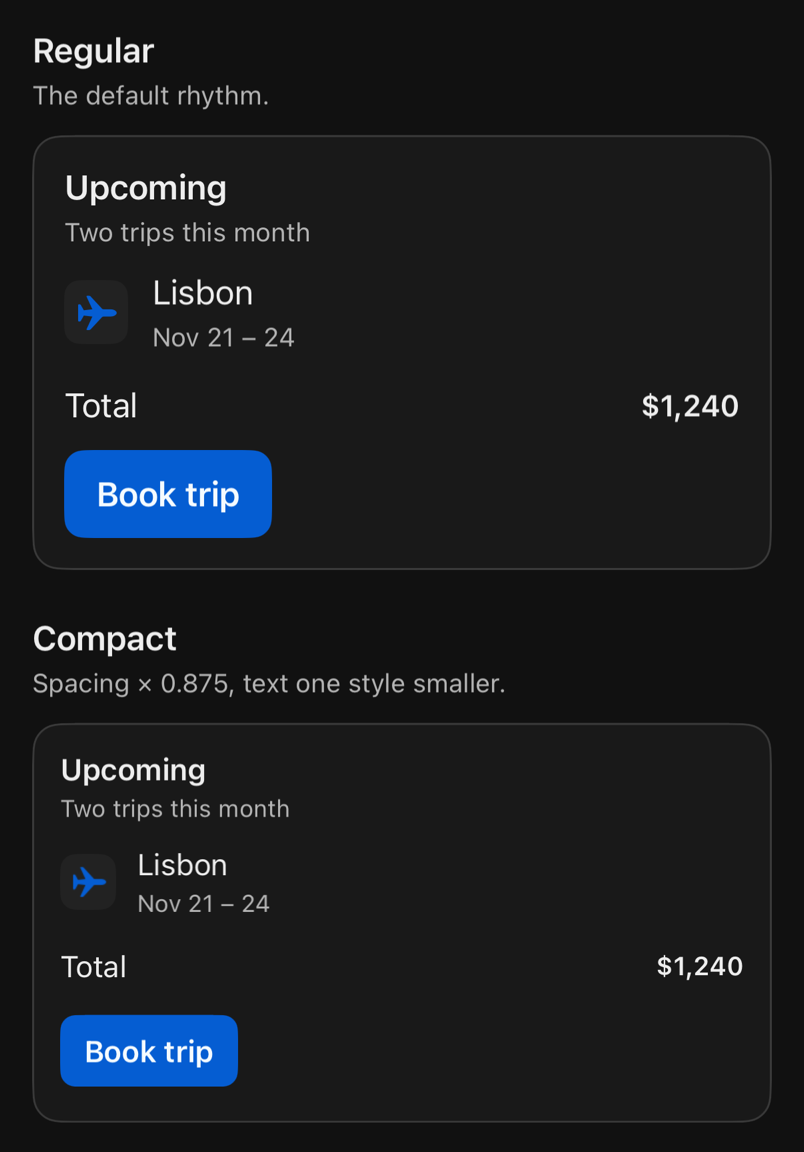 Regular
The default rhythm.
Upcoming
Two trips this month
Lisbon
Nov 21 – 24
Total $1,240
Book trip
Compact
Spacing × 0.875, text one style smaller.
Upcoming
Two trips this month
Lisbon
Nov 21 – 24
Total $1,240
Book trip